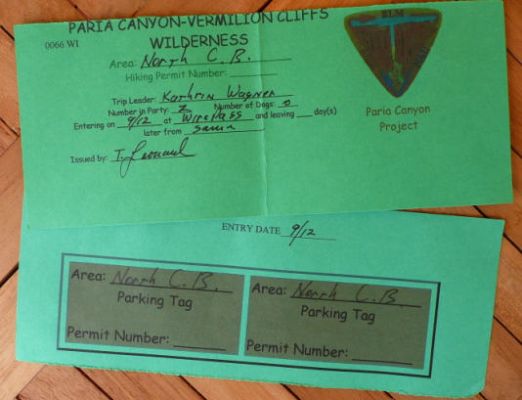 PARIA CANYON-VERMILION CLIFFS
0066 WI
WILDERNESS
Area: North C.B.
Hiking Permit Number:
Trip Leader: Kathrin Wagner
Number in Party: 2 Number of Dogs: 0
Entering on 9/12 at WirePass and leaving day(s)
later from same
Issued by:
BLM
Paria Canyon
Project
ENTRY DATE 9/12
Area: North C.B.
Parking Tag
Permit Number:
Area: North C.B.
Parking Tag
Permit Number: